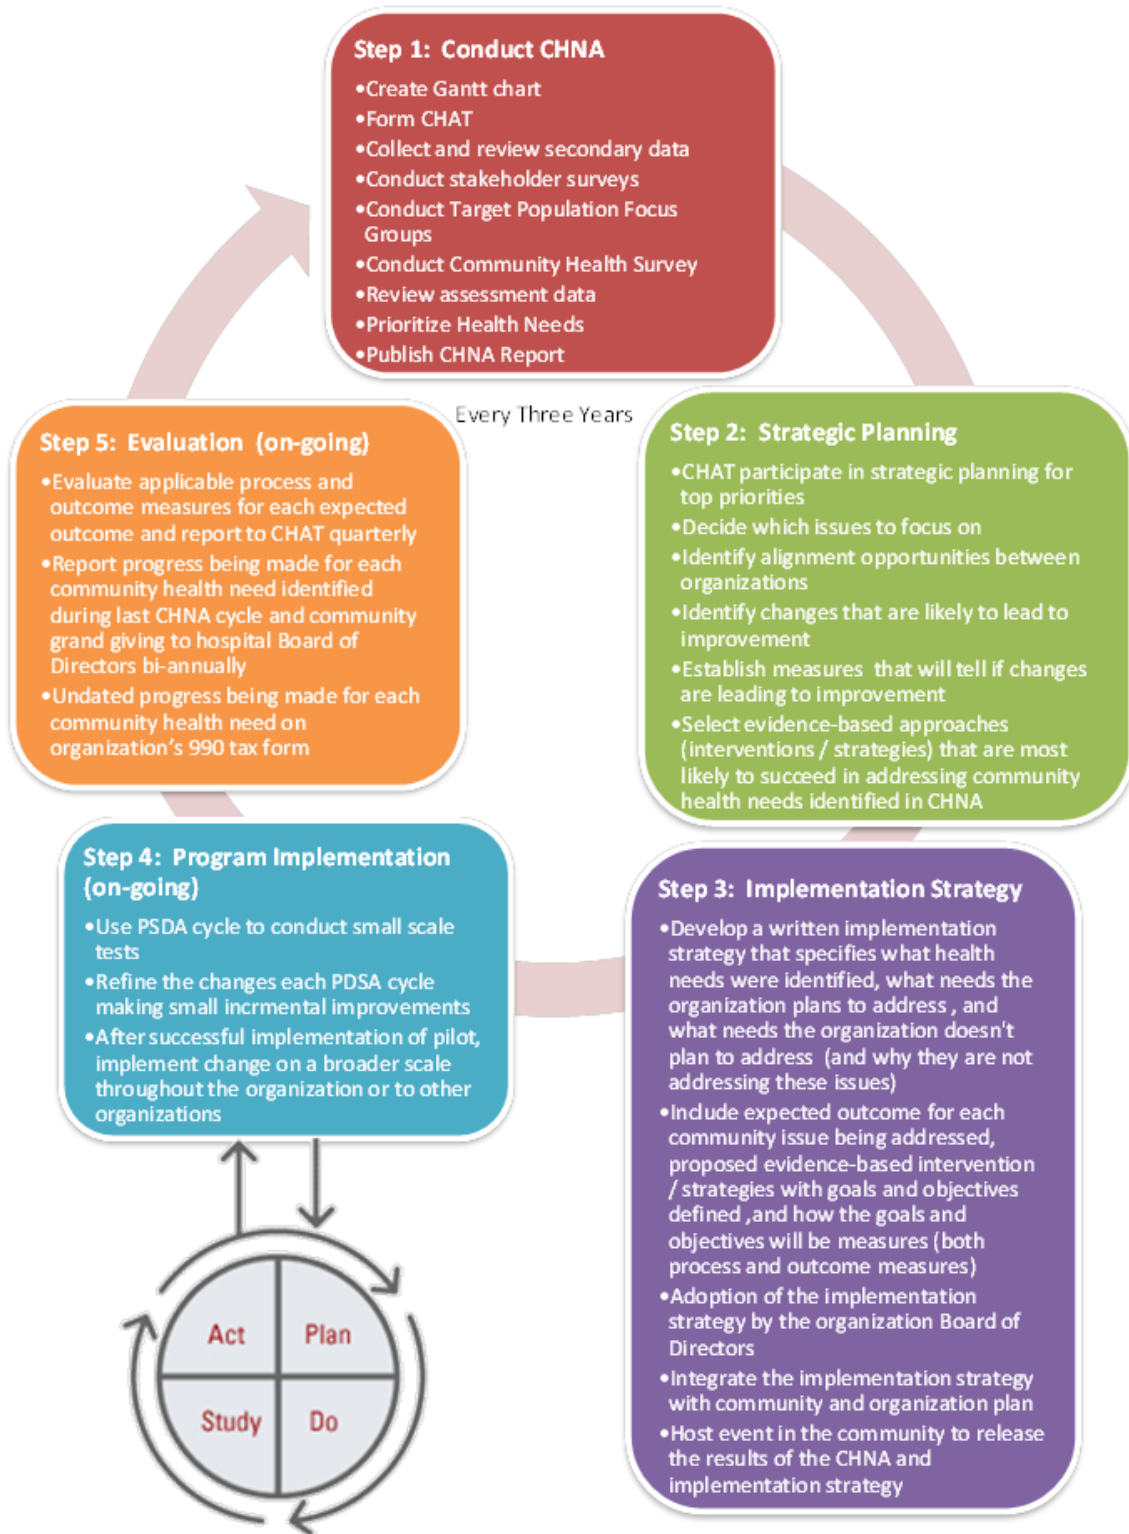 Step 1:  Conduct CHNA
•Create Gantt chart
•Form CHAT
•Collect and review secondary data
•Conduct stakeholder surveys
•Conduct Target Population Focus
Groups
•Conduct Community Health Survey
•Review assessment data
•Prioritize Health Needs
•Publish CHNA Report
Every Three Years
Step 2:  Strategic Planning
•CHAT participate in strategic planning for
top priorities
•Decide which issues to focus on
•Identify alignment opportunities between
organizations
•Identify changes that are likely to lead to
improvement
•Establish measures  that will tell if changes
are leading to improvement
•Select evidence-based approaches
(interventions / strategies) that are most
likely to succeed in addressing community
health needs identified in CHNA
Step 3:  Implementation Strategy
•Develop a written implementation
strategy that specifies what health
needs were identified, what needs the
organization plans to address , and
what needs the organization doesn't
plan to address  (and why they are not
addressing these issues)
•Include expected outcome for each
community issue being addressed,
proposed evidence-based intervention
/ strategies with goals and objectives
defined ,and how the goals and
objectives will be measures (both
process and outcome measures)
•Adoption of the implementation
strategy by the organization Board of
Directors
•Integrate the implementation strategy
with community and organization plan
•Host event in the community to release
the results of the CHNA and
implementation strategy
Step 4:  Program Implementation
(on-going)
•Use PSDA cycle to conduct small scale
tests
•Refine the changes each PDSA cycle
making small incrmental improvements
•After successful implementation of pilot,
implement change on a broader scale
throughout the organization or to other
organizations
Act
Plan
Study
Do
Step 5:  Evaluation  (on-going)
•Evaluate applicable process and
outcome measures for each expected
outcome and report to CHAT quarterly
•Report progress being made for each
community health need identified
during last CHNA cycle and community
grand giving to hospital Board of
Directors bi-annually
•Undated progress being made for each
community health need on
organization's 990 tax form